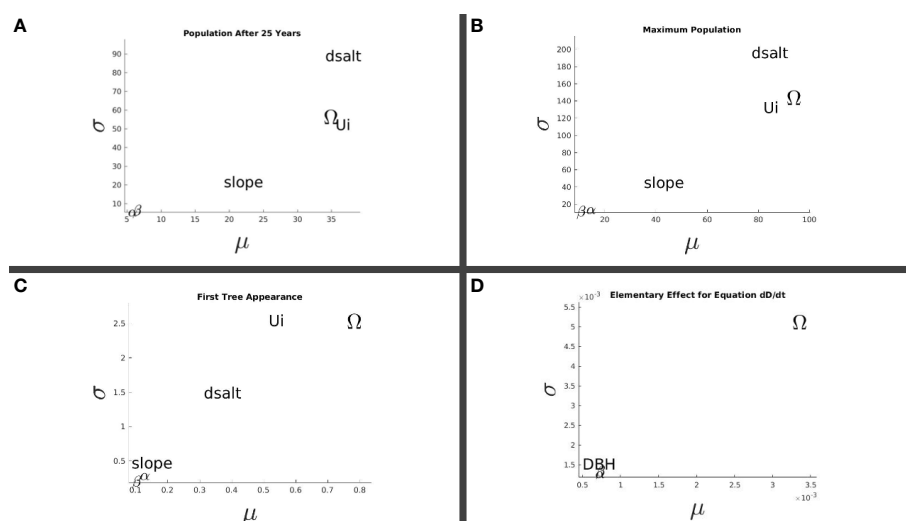 A
Population After 25 Years
90
80
70
60
50
40
30
20
10
σ
dsalt
Ω
Ui
slope
α β
5 10 15 20 25 30 35
μ
B
Maximum Population
200
180
160
140
120
100
80
60
40
20
σ
dsalt
Ω
Ui
slope
β α
20 40 60 80 100
μ
C
First Tree Appearance
2.5
2
1.5
1
0.5
σ
Ui Ω
dsalt
slope
α
β
0.1 0.2 0.3 0.4 0.5 0.6 0.7 0.8
μ
D
Elementary Effect for Equation dD/dt
×10⁻³
5.5
5
4.5
4
3.5
3
2.5
2
1.5
σ
Ω
DBH
α
0.5 1 1.5 2 2.5 3 3.5
×10⁻³
μ